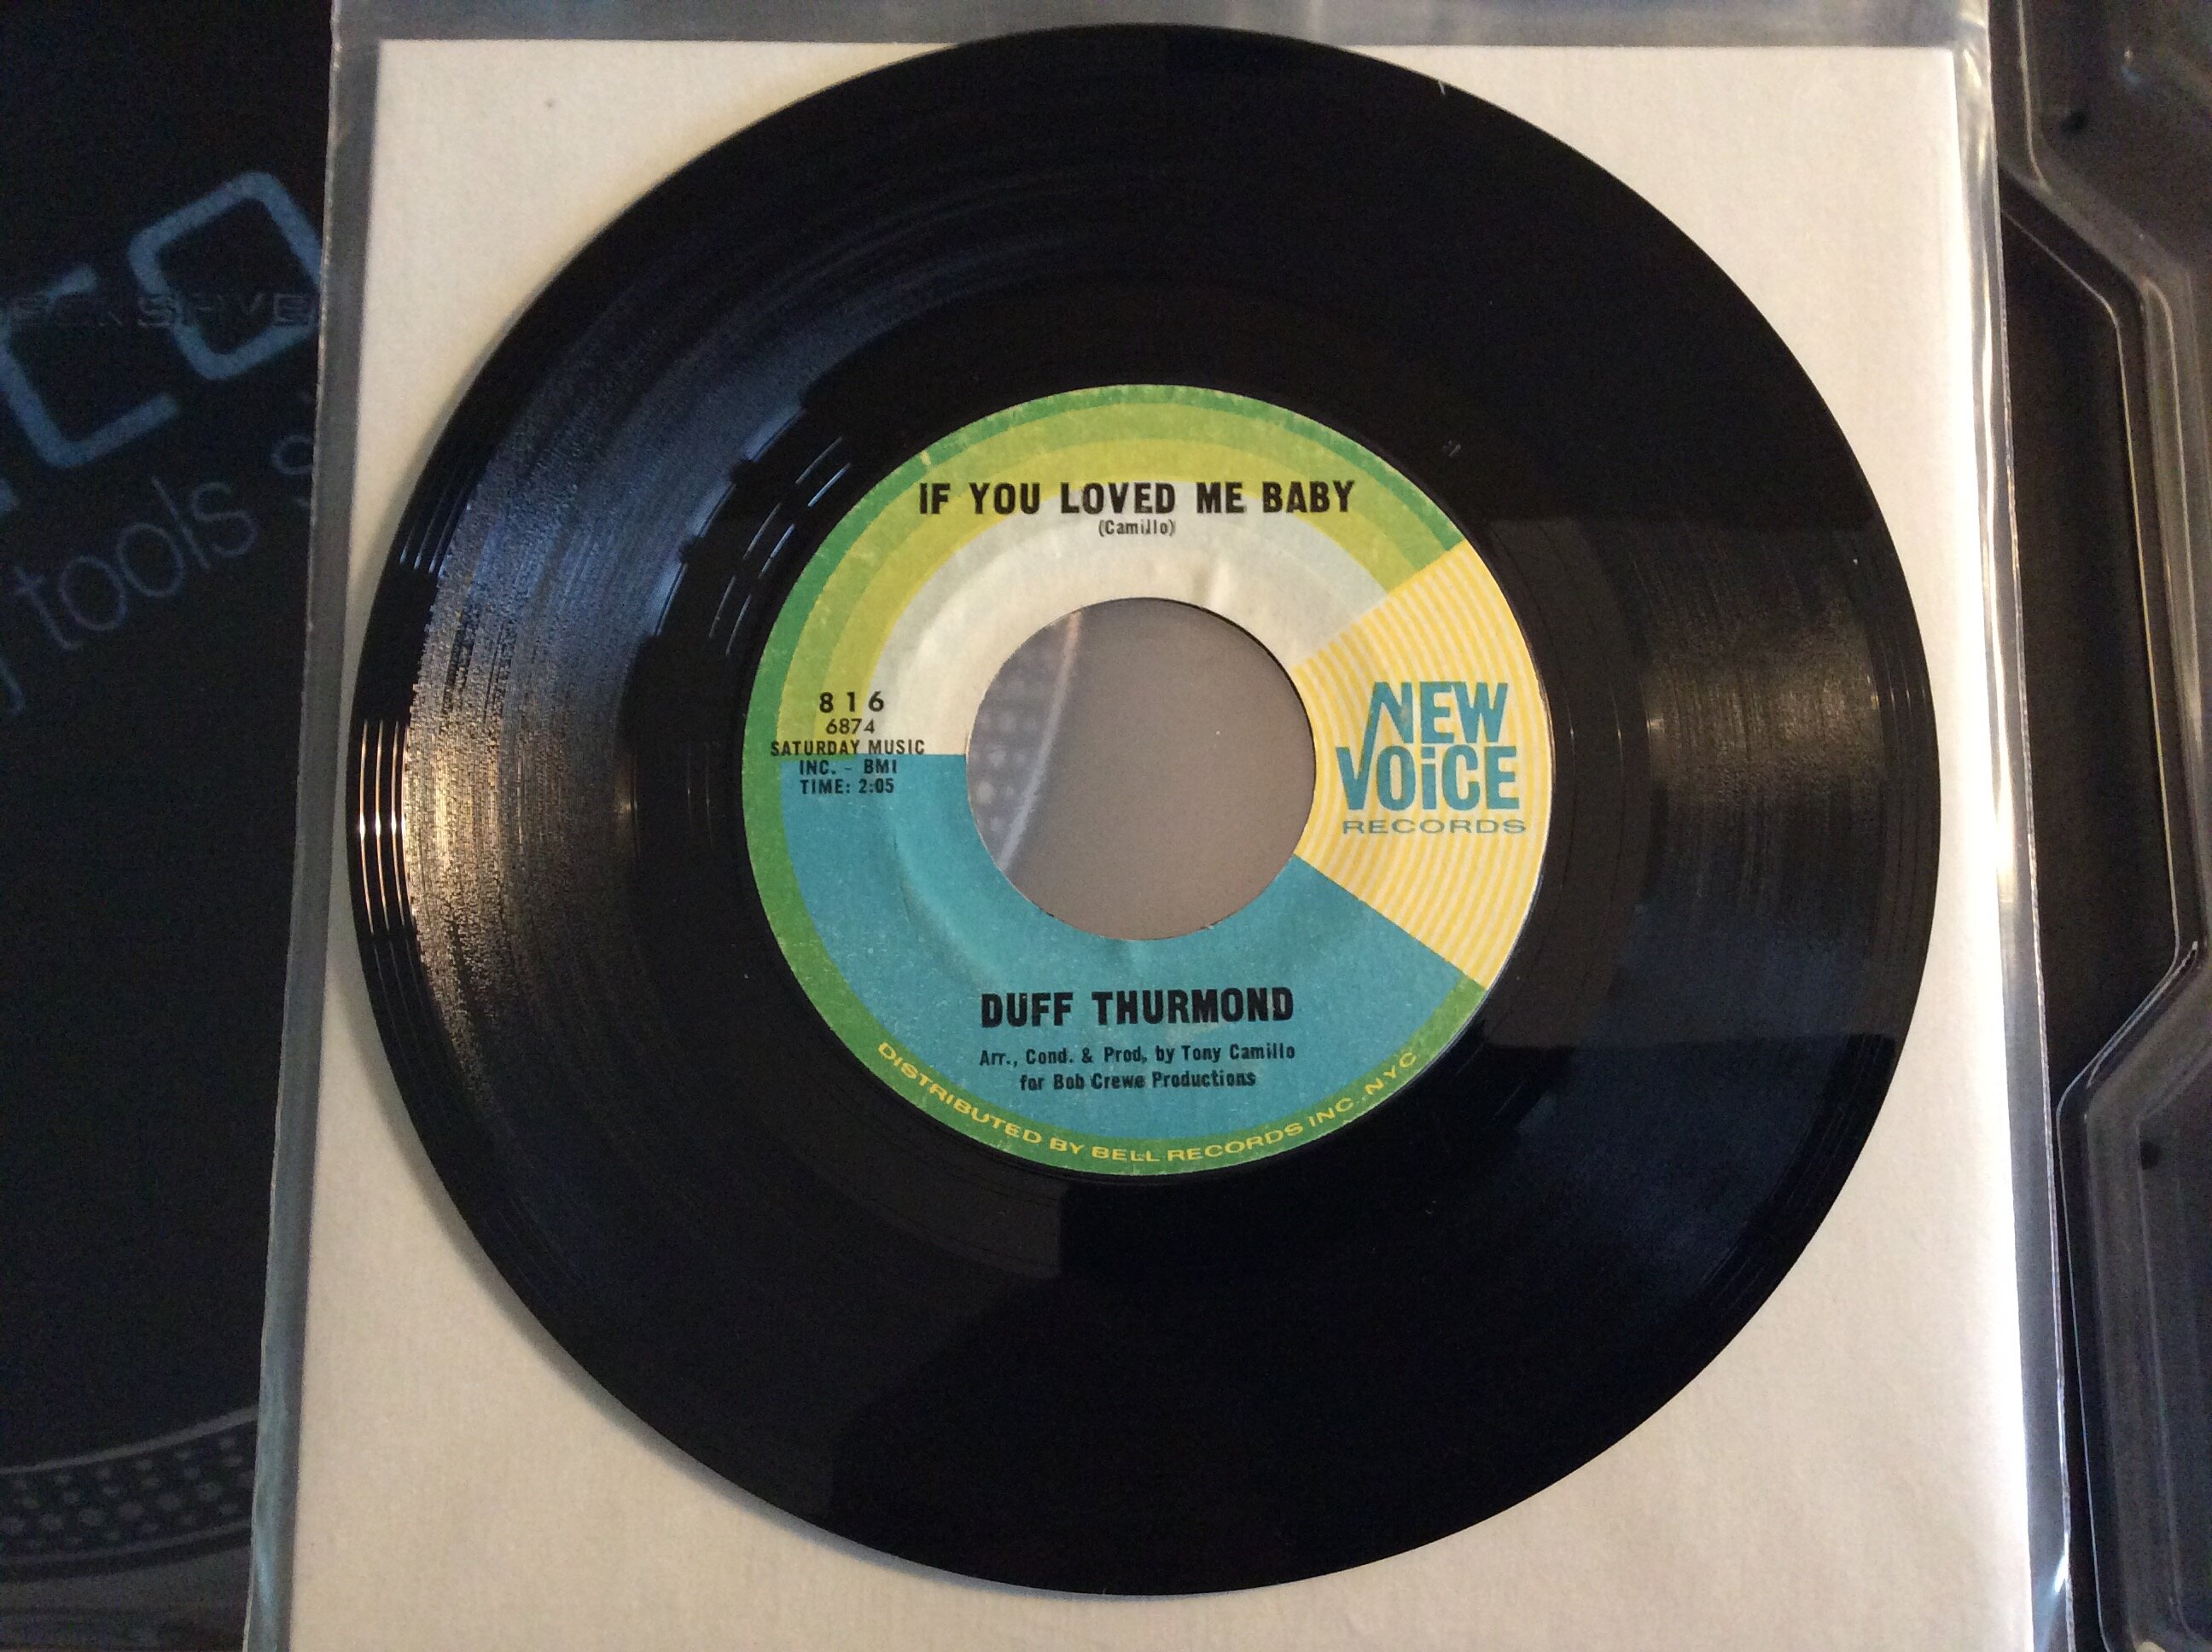 IF YOU LOVED ME BABY
(Camillo)
816
6874
SATURDAY MUSIC
INC. - BMI
TIME: 2:05
NEW
VOiCE
RECORDS
DUFF THURMOND
Arr., Cond. & Prod. by Tony Camillo
for Bob Crewe Productions
DISTRIBUTED BY BELL RECORDS INC. N.Y.C.
tools